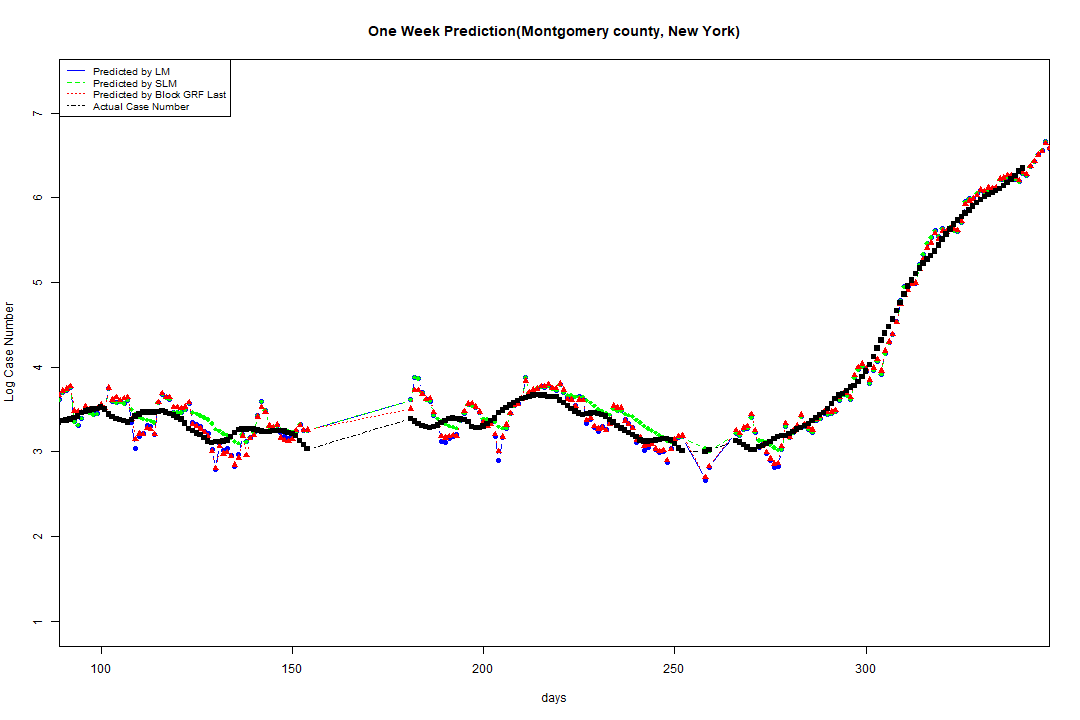 One Week Prediction(Montgomery county, New York)
Predicted by LM
Predicted by SLM
Predicted by Block GRF Last
Actual Case Number
Log Case Number
7
6
5
4
3
2
1
100 150 200 250 300
days